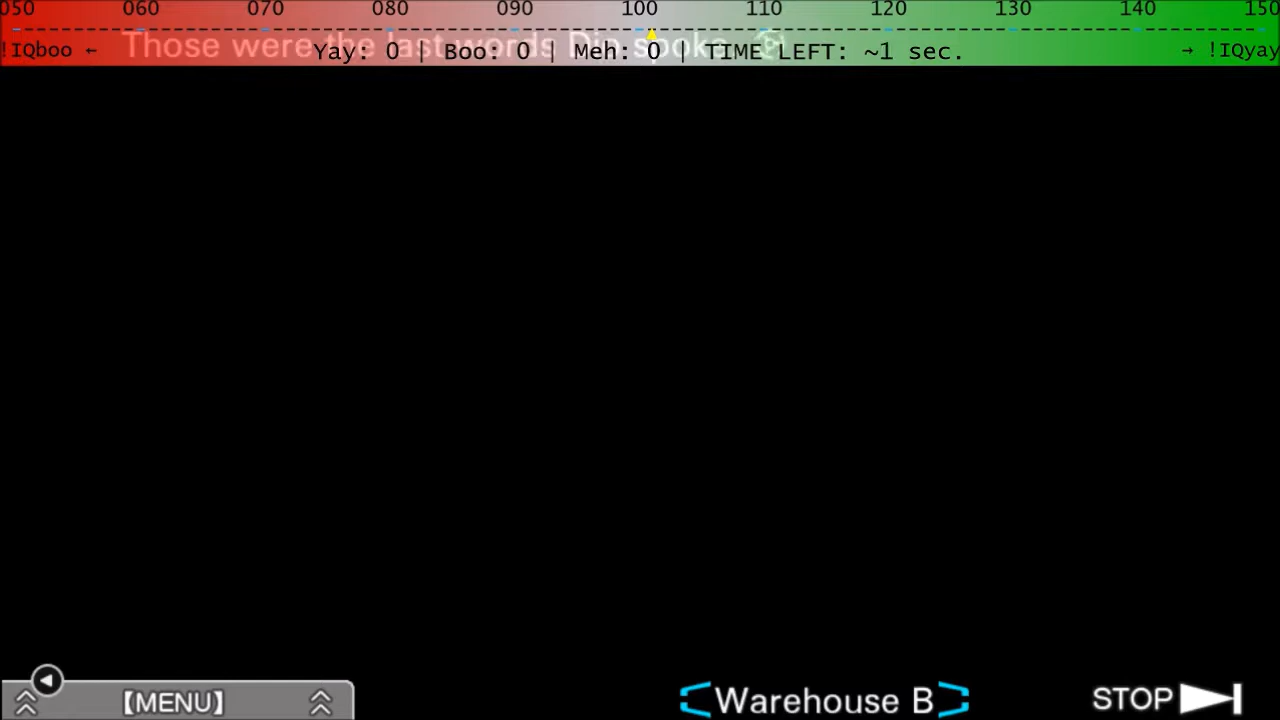 050 060 070 080 090 100 110 120 130 140 150
Those were the last words Dio spoke.
!IQboo ← Yay: 0 | Boo: 0 | Meh: 0 | TIME LEFT: ~1 sec. → !IQyay
【MENU】 Warehouse B STOP